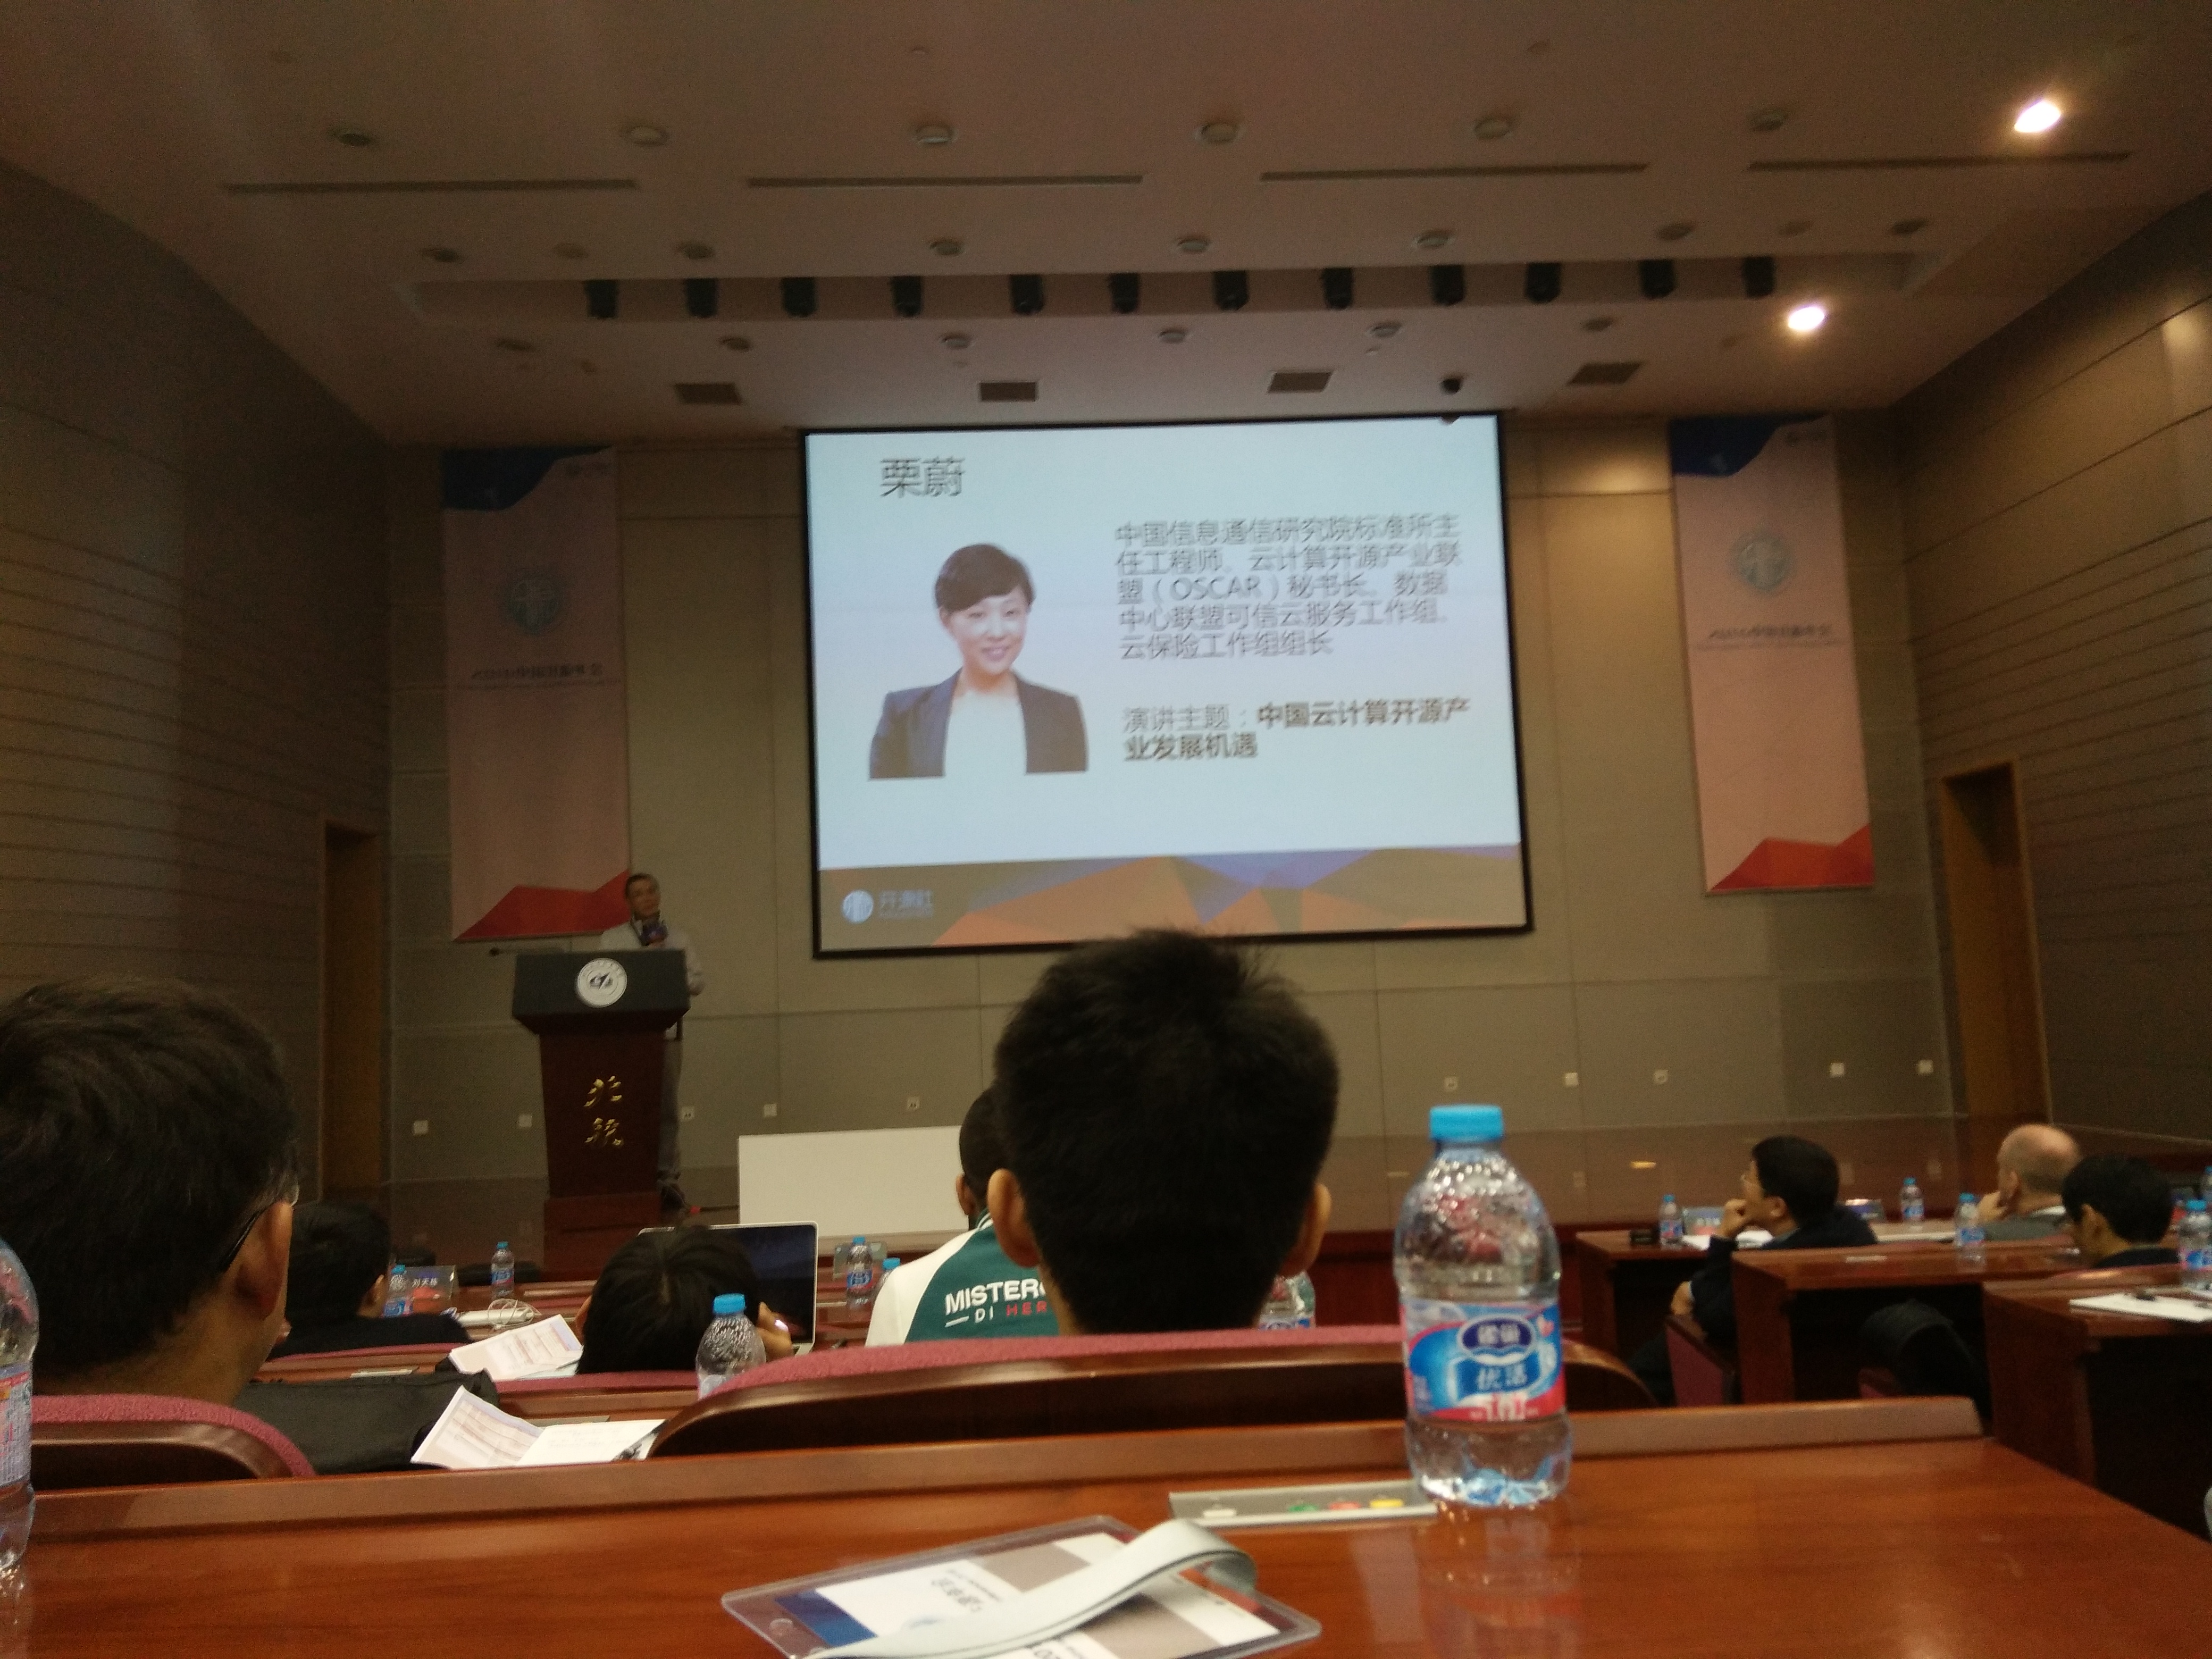 栗蔚
中国信息通信研究院标准所主
任工程师、云计算开源产业联
盟（OSCAR）秘书长、数据
中心联盟可信云服务工作组、
云保险工作组组长
演讲主题：中国云计算开源产
业发展机遇
开源社
北
航
MISTER
DI HER
雀巢
优活